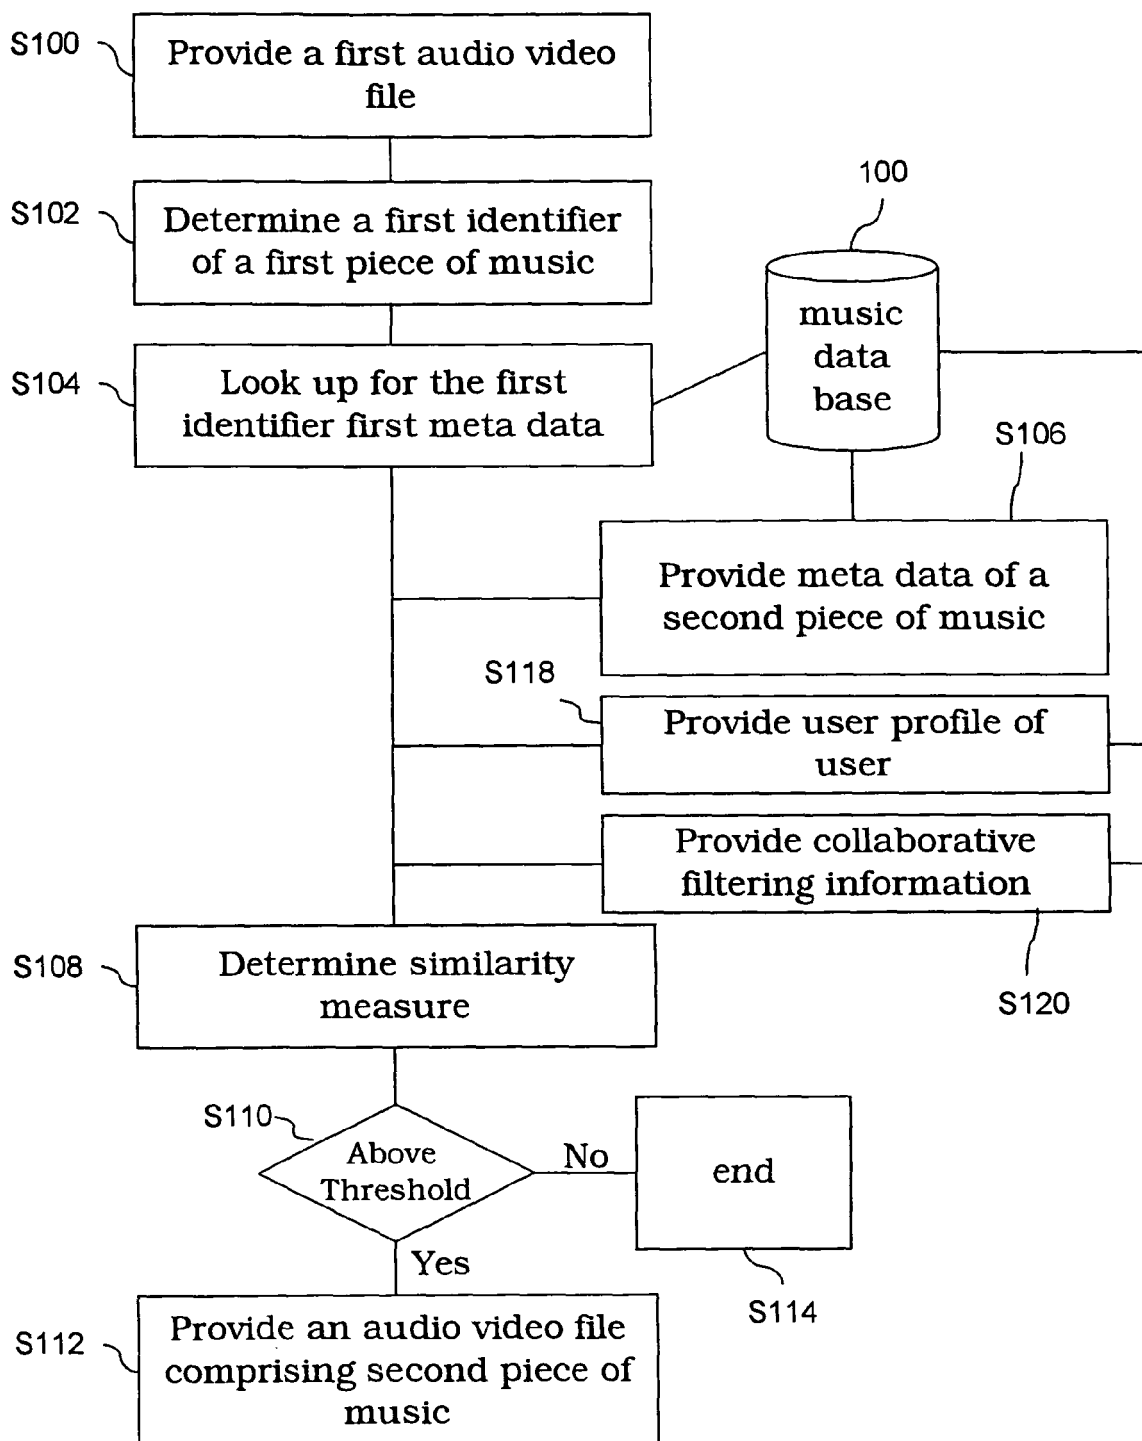 S100
Provide a first audio video
file
S102
Determine a first identifier
of a first piece of music
100
music
data
base
S104
Look up for the first
identifier first meta data
S106
Provide meta data of a
second piece of music
S118
Provide user profile of
user
Provide collaborative
filtering information
S120
S108
Determine similarity
measure
S110
Above
Threshold
No
end
S114
Yes
S112
Provide an audio video file
comprising second piece of
music